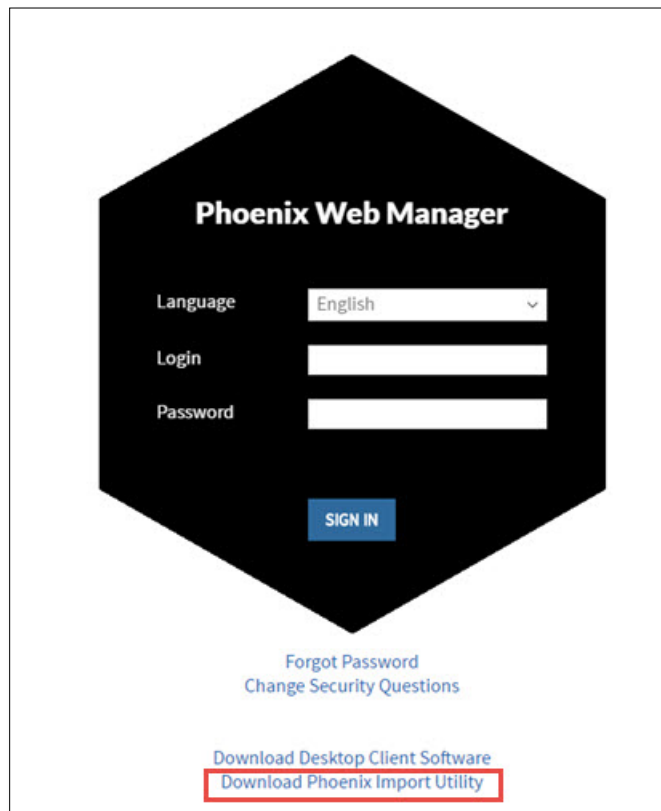 Phoenix Web Manager
Language English
Login
Password
SIGN IN
Forgot Password
Change Security Questions
Download Desktop Client Software
Download Phoenix Import Utility